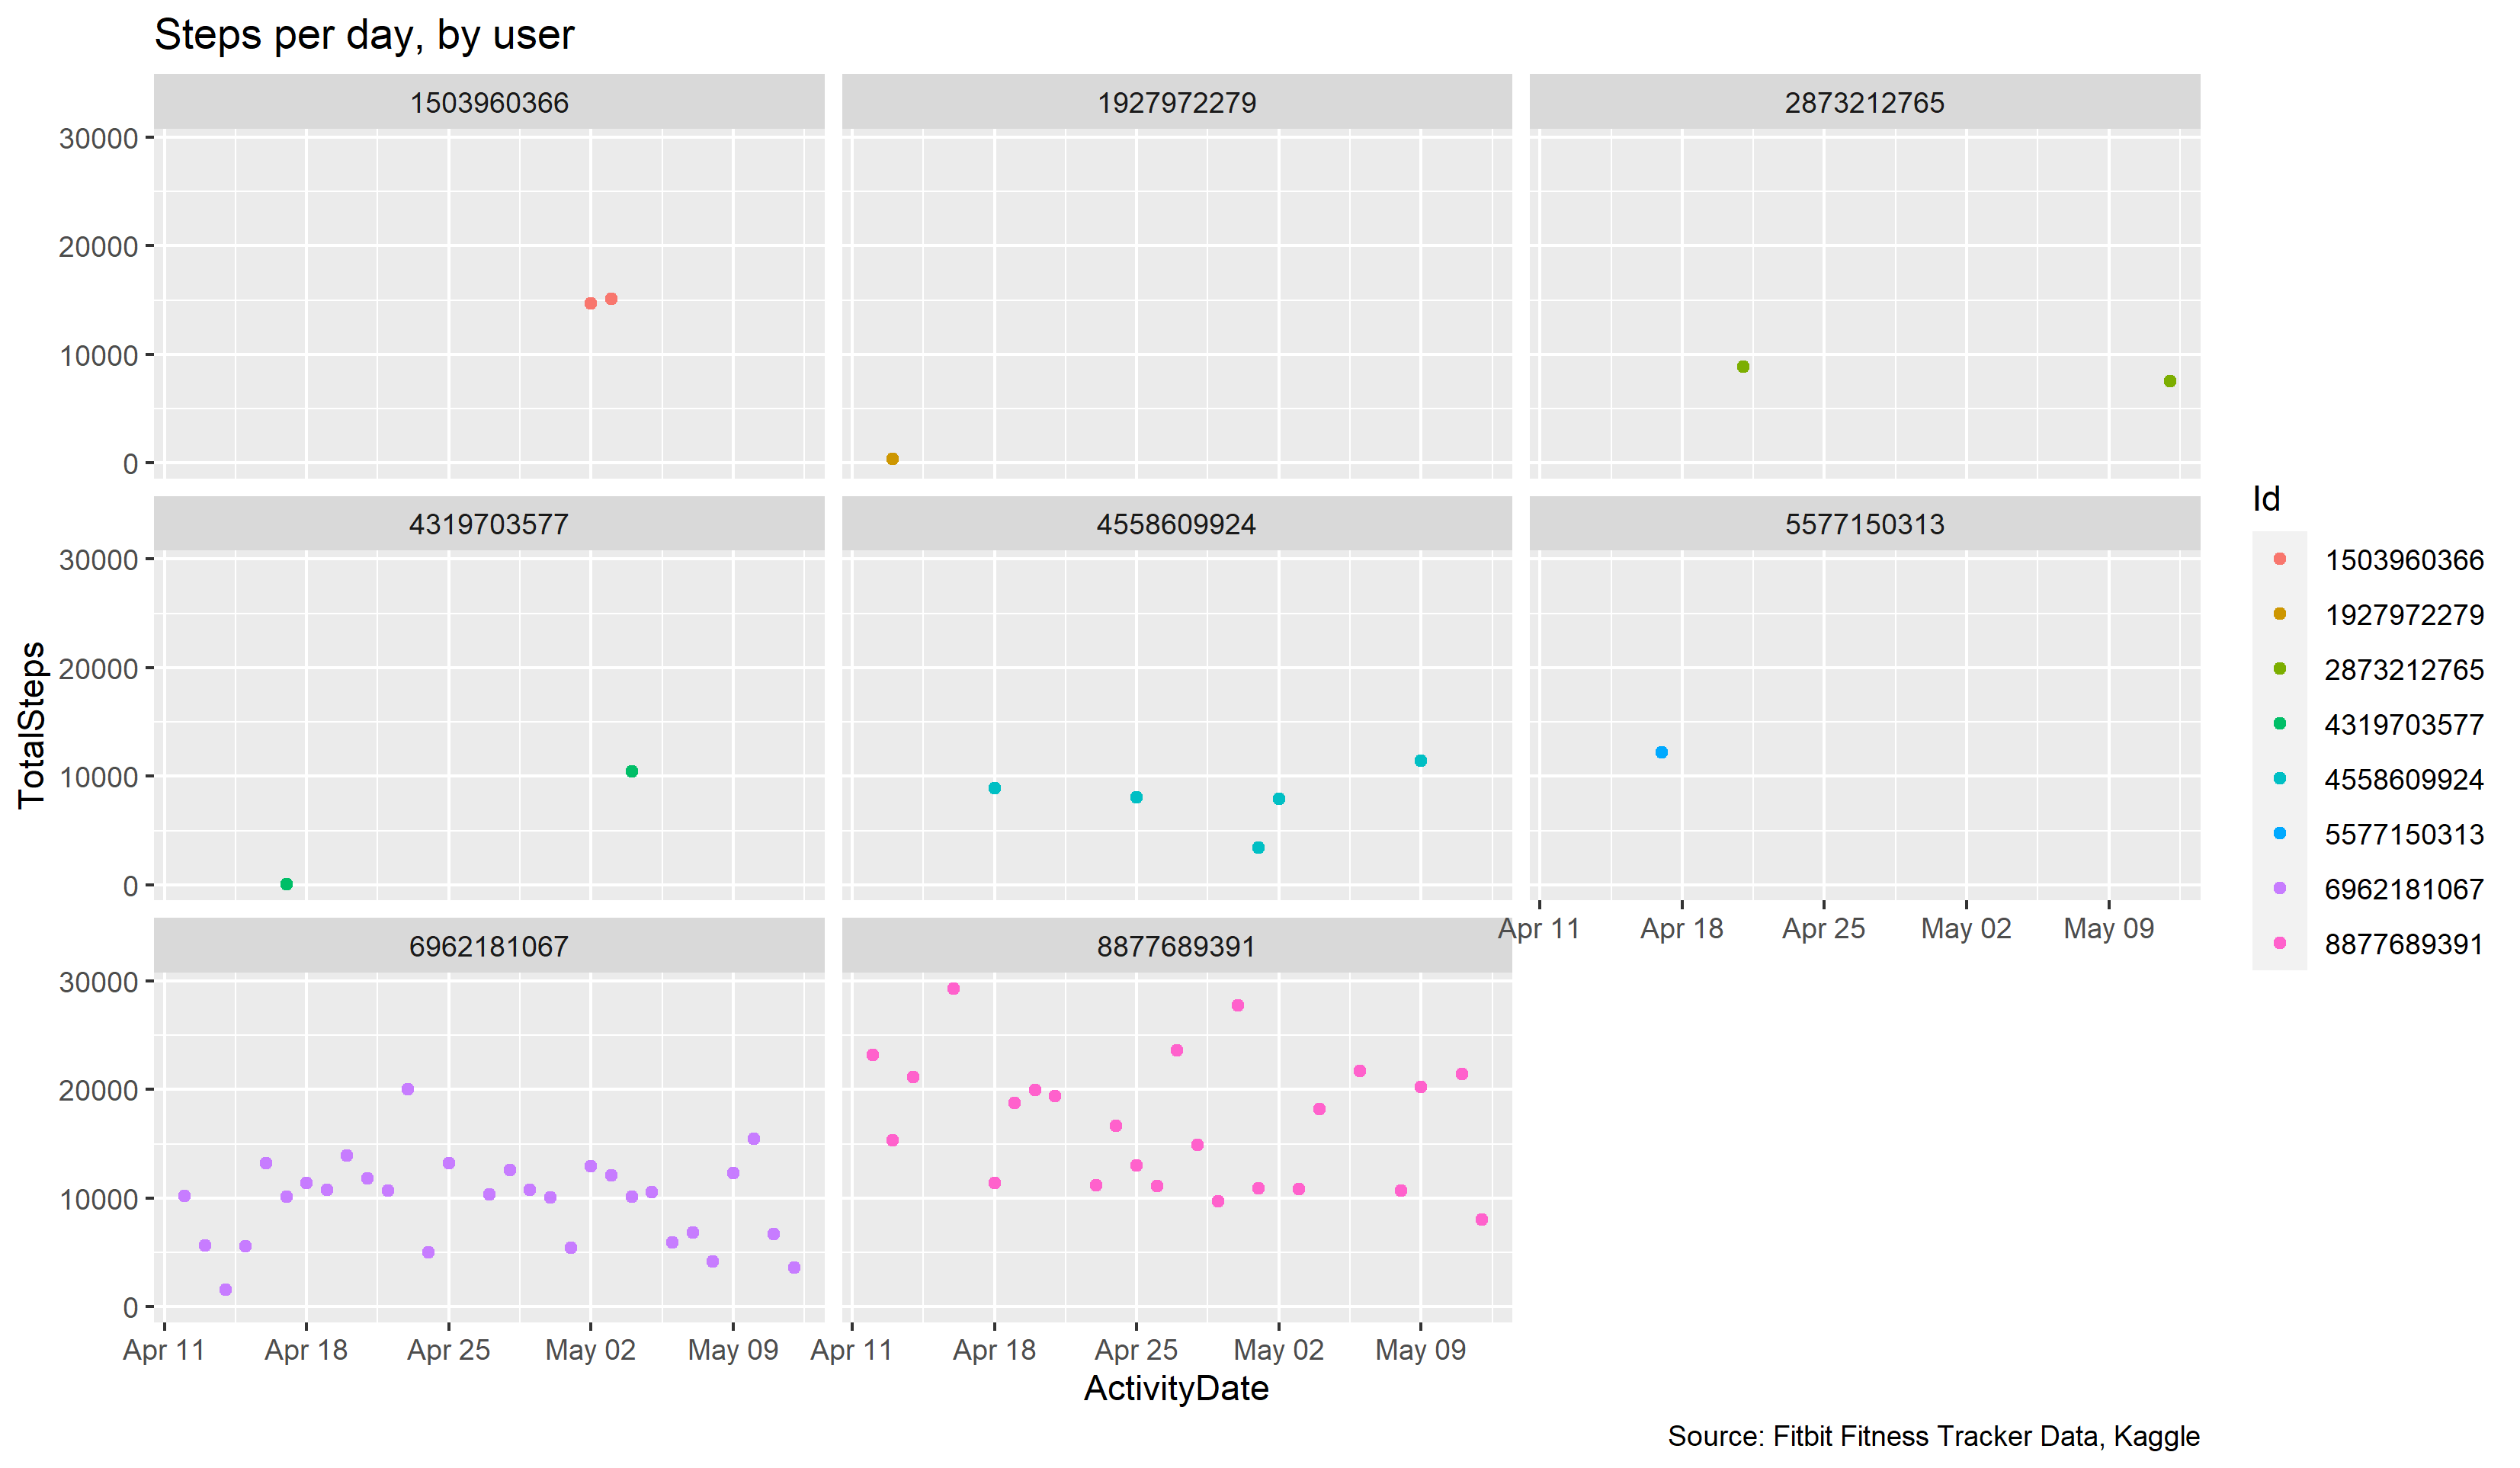 Steps per day, by user
1503960366 1927972279 2873212765
30000
20000
10000
0
4319703577 4558609924 5577150313
30000
20000
10000
0
Apr 11 Apr 18 Apr 25 May 02 May 09
6962181067 8877689391
30000
20000
10000
0
Apr 11 Apr 18 Apr 25 May 02 May 09 Apr 11 Apr 18 Apr 25 May 02 May 09
TotalSteps
ActivityDate
Id
1503960366
1927972279
2873212765
4319703577
4558609924
5577150313
6962181067
8877689391
Source: Fitbit Fitness Tracker Data, Kaggle